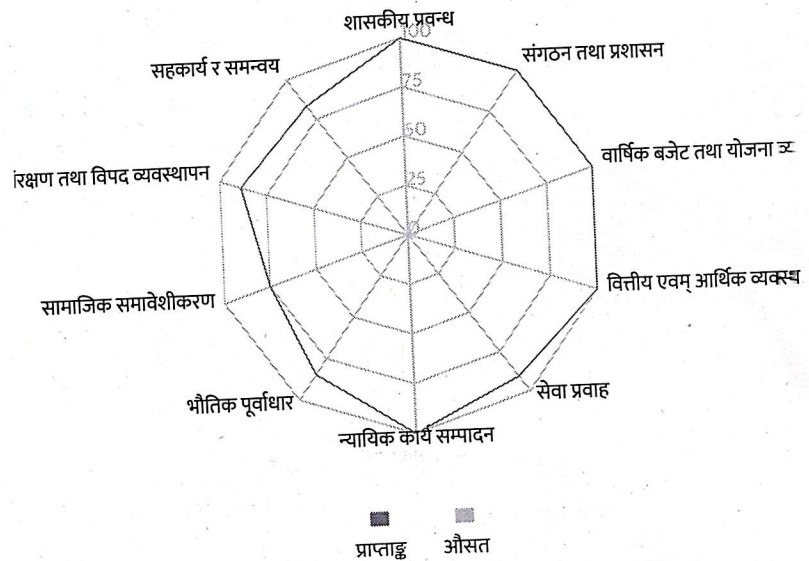 शासकीय प्रवन्ध
100
संगठन तथा प्रशासन
सहकार्य र समन्वय
75
50
वार्षिक बजेट तथा योजना
रक्षण तथा विपद व्यवस्थापन
25
0
वित्तीय एवम् आर्थिक
सामाजिक समावेशीकरण
सेवा प्रवाह
भौतिक पूर्वाधार
न्यायिक कार्य सम्पादन
प्राप्ताङ्क औसत